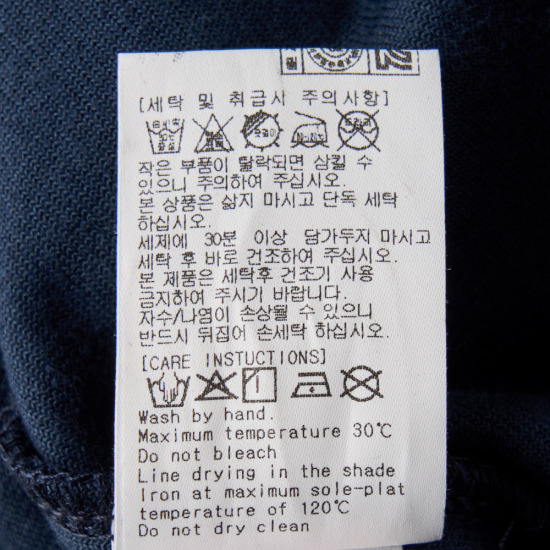 [세탁 및 취급시 주의사항]
작은 부품이 탈락되면 삼킬 수
있으니 주의하여 주십시오.
본 상품은 삶지 마시고 단독 세탁
하십시오.
세제에 30분 이상 담가두지 마시고
세탁 후 바로 건조하여 주십시오.
본 제품은 세탁후 건조기 사용
금지하여 주시기 바랍니다.
자수/나염이 손상될 수 있으니
반드시 뒤집어 손세탁 하십시오.
[CARE INSTUCTIONS]
Wash by hand.
Maximum temperature 30℃
Do not bleach
Line drying in the shade
Iron at maximum sole-plat
temperature of 120℃
Do not dry clean